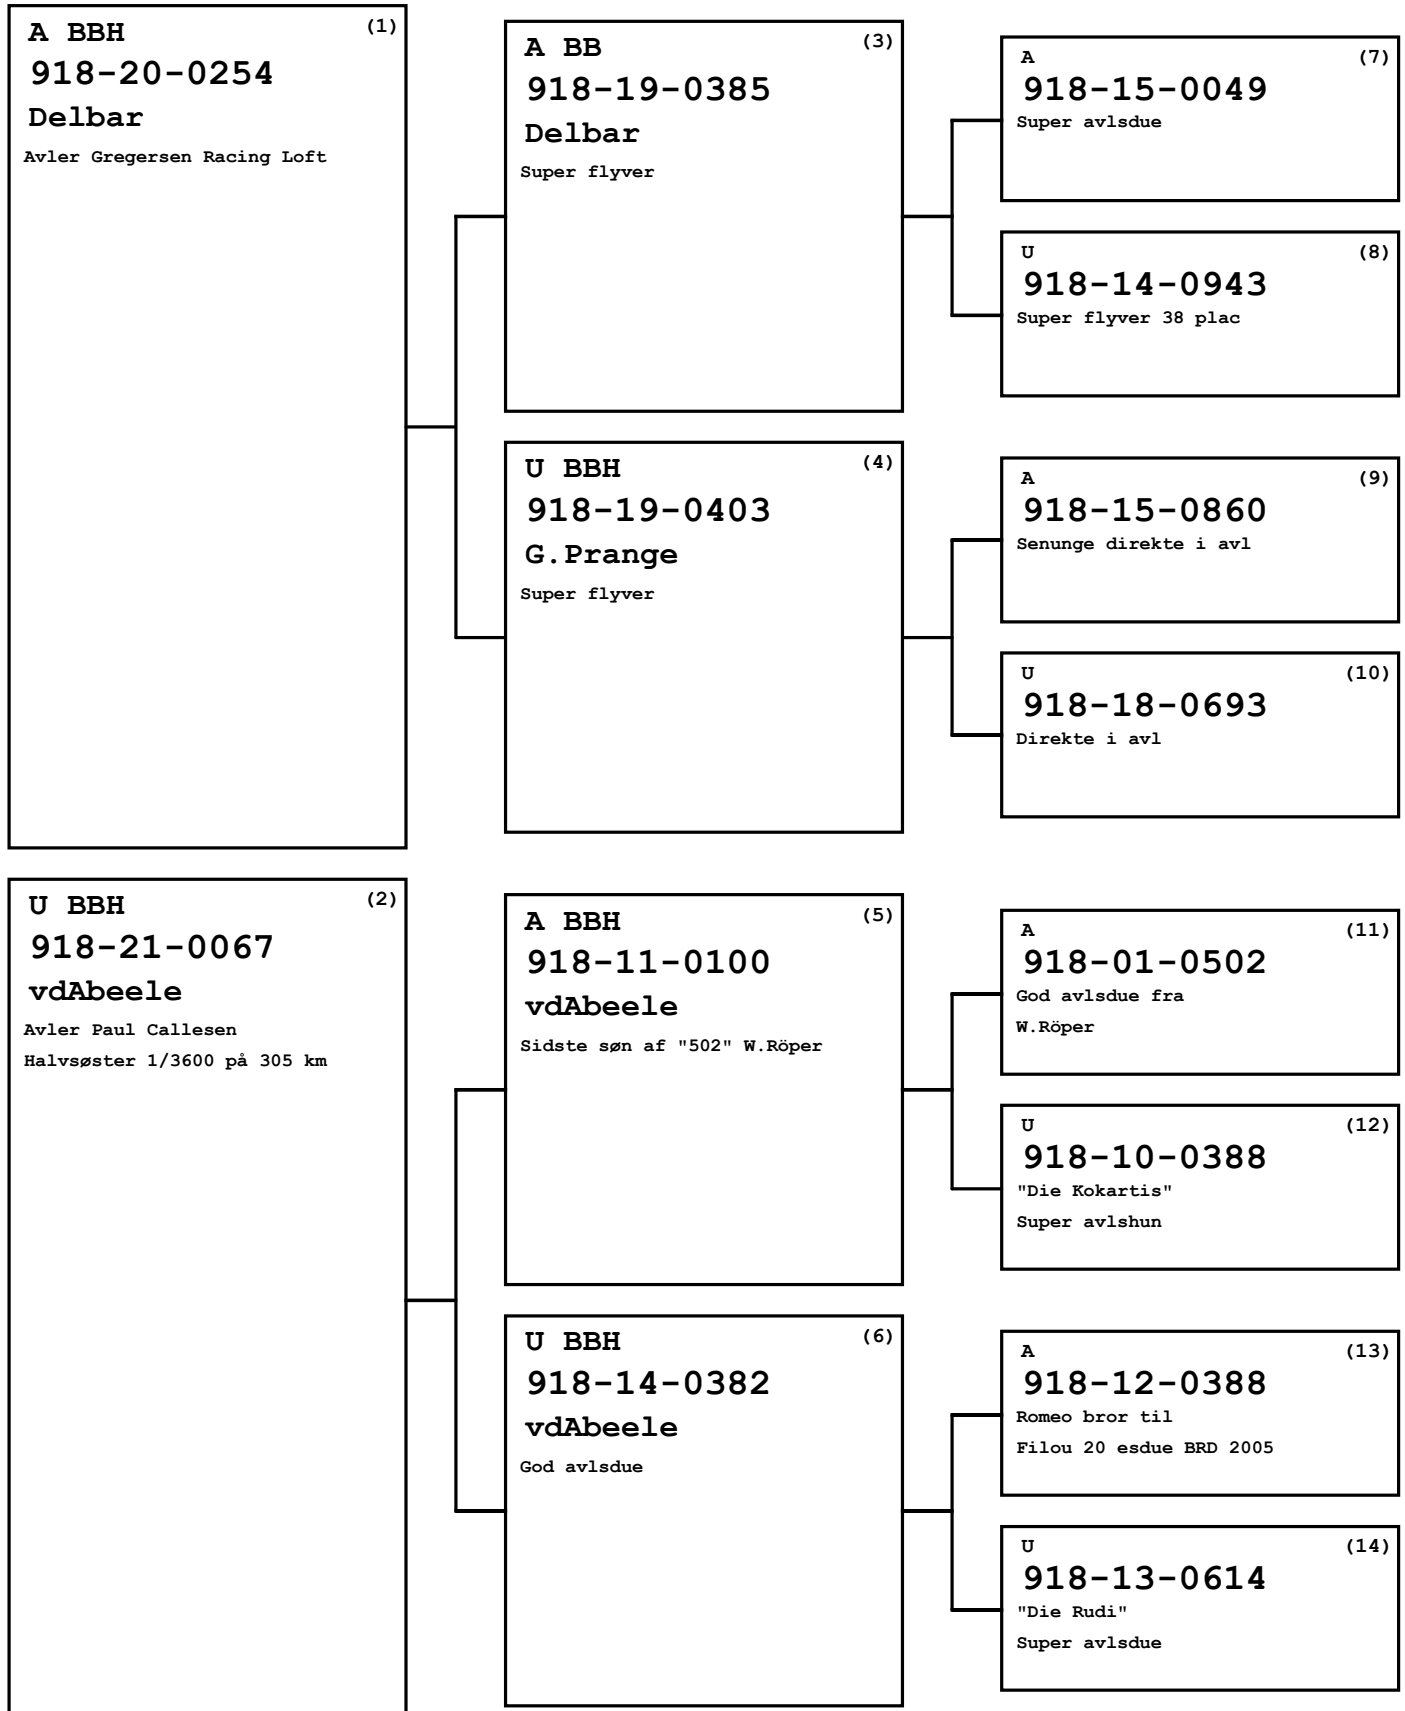 A BBH (1)
918-20-0254
Delbar
Avler Gregersen Racing Loft
A BB (3)
918-19-0385
Delbar
Super flyver
A (7)
918-15-0049
Super avlsdue
U (8)
918-14-0943
Super flyver 38 plac
U BBH (4)
918-19-0403
G.Prange
Super flyver
A (9)
918-15-0860
Senunge direkte i avl
U (10)
918-18-0693
Direkte i avl
U BBH (2)
918-21-0067
vdAbeele
Avler Paul Callesen
Halvsøster 1/3600 på 305 km
A BBH (5)
918-11-0100
vdAbeele
Sidste søn af "502" W.Röper
A (11)
918-01-0502
God avlsdue fra
W.Röper
U (12)
918-10-0388
"Die Kokartis"
Super avlshun
U BBH (6)
918-14-0382
vdAbeele
God avlsdue
A (13)
918-12-0388
Romeo bror til
Filou 20 esdue BRD 2005
U (14)
918-13-0614
"Die Rudi"
Super avlsdue